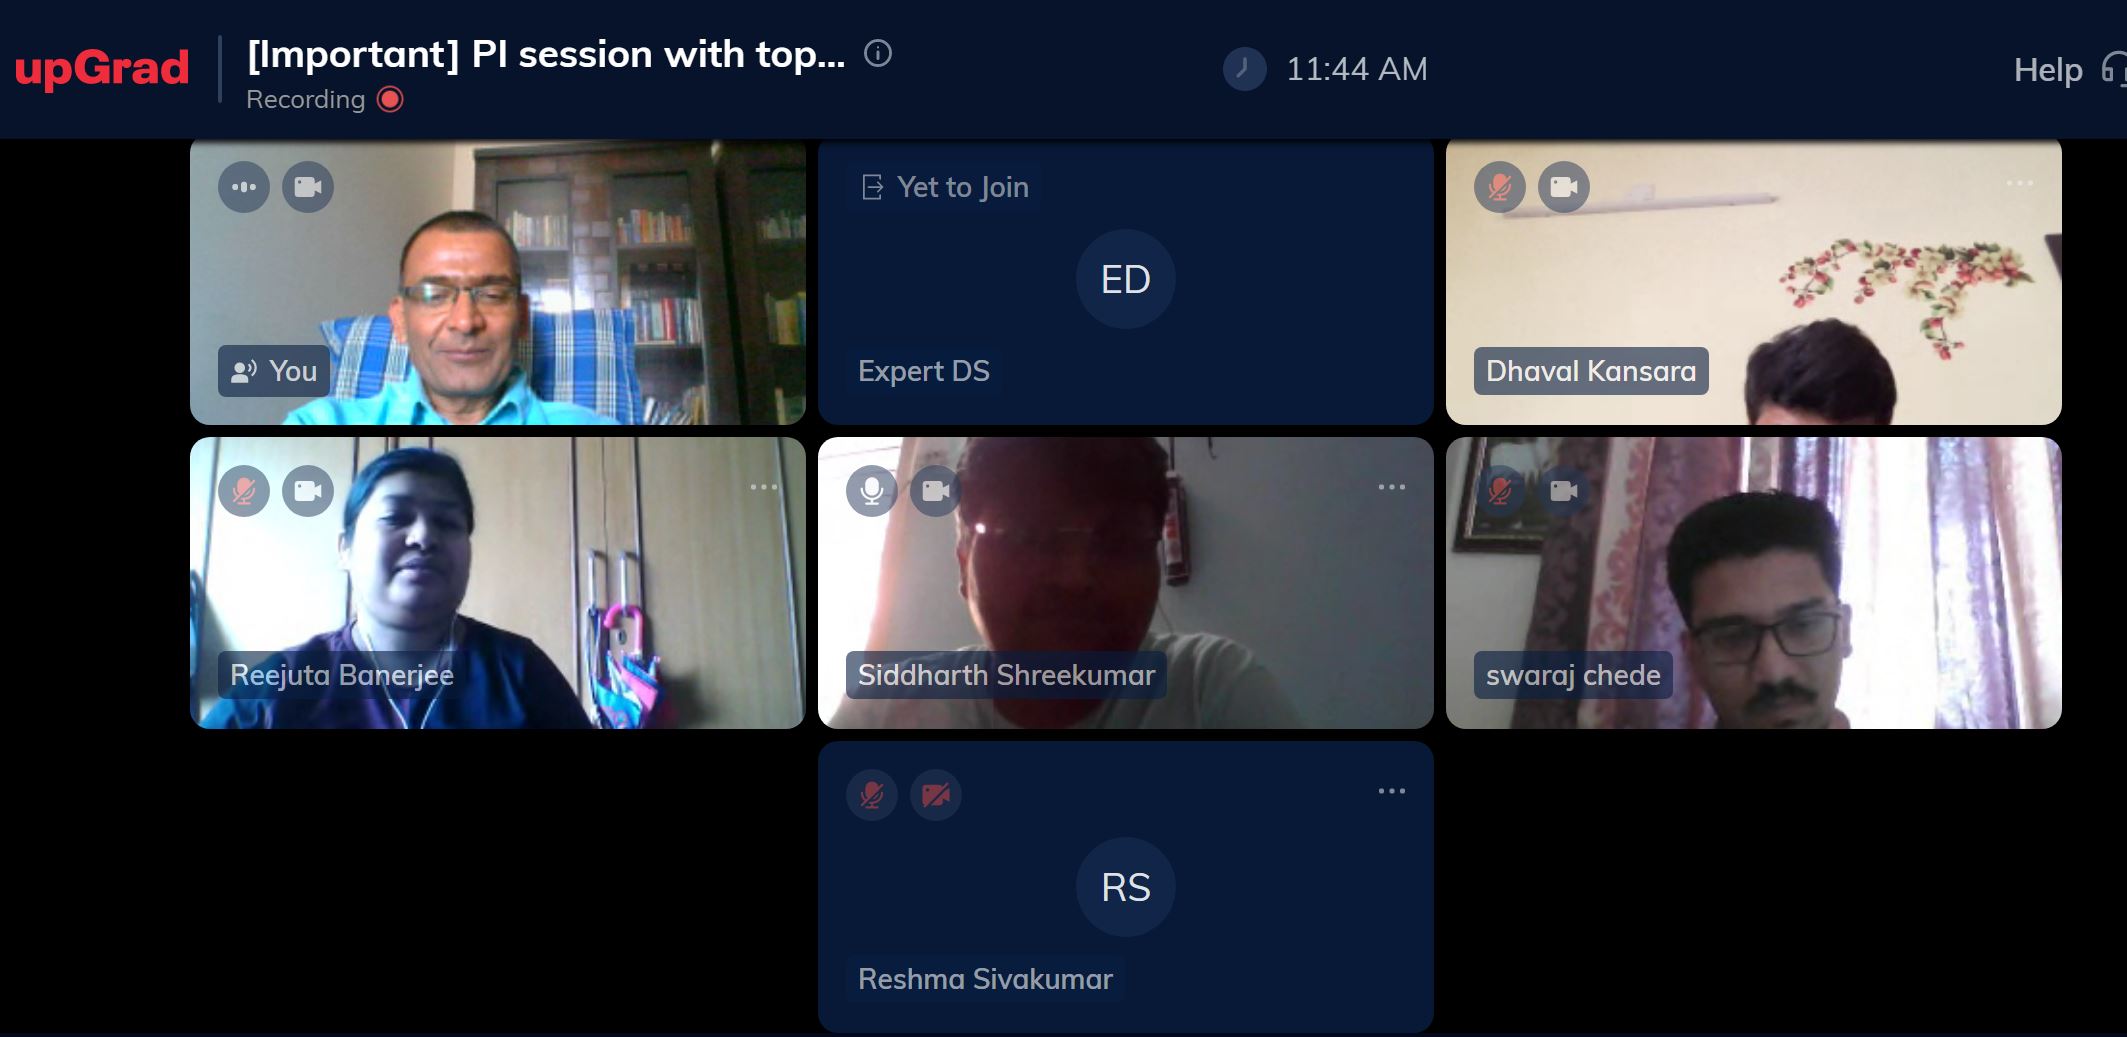 upGrad
[Important] PI session with top...
Recording
11:44 AM
Help
You
Yet to Join
ED
Expert DS
Dhaval Kansara
Reejuta Banerjee
Siddharth Shreekumar
swaraj chede
RS
Reshma Sivakumar